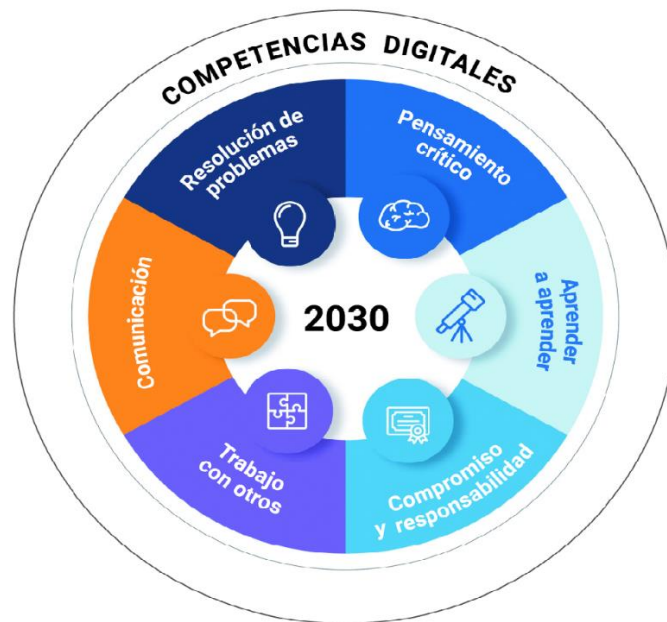 COMPETENCIAS DIGITALES
Resolución de
problemas
Pensamiento
crítico
Aprender
a aprender
Compromiso
y responsabilidad
Trabajo
con otros
Comunicación
2030